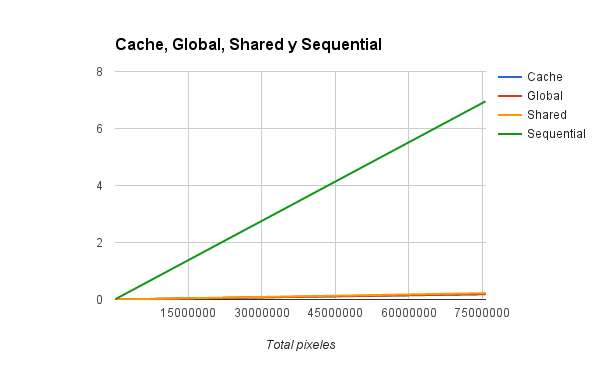 Cache, Global, Shared y Sequential
8
6
4
2
0
15000000 30000000 45000000 60000000 75000000
Total pixeles
Cache
Global
Shared
Sequential